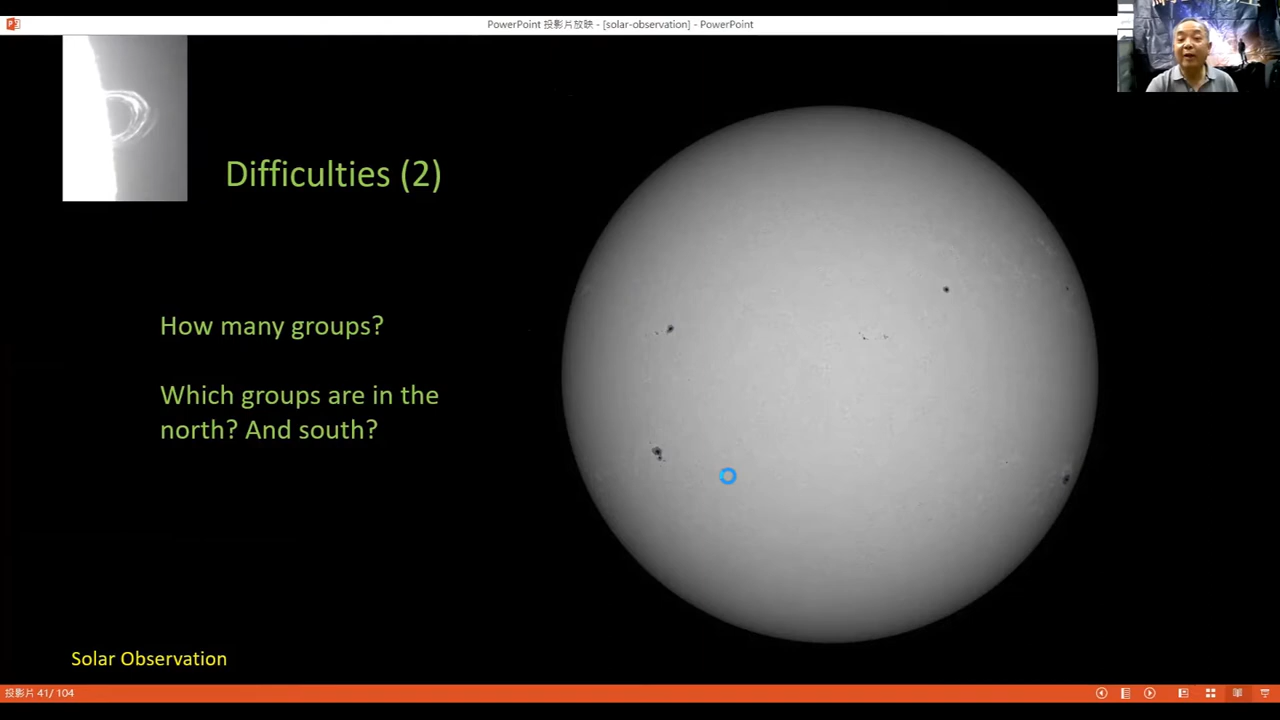 PowerPoint 投影片放映 - [solar-observation] - PowerPoint
Difficulties (2)
How many groups?
Which groups are in the
north? And south?
Solar Observation
投影片 41/ 104